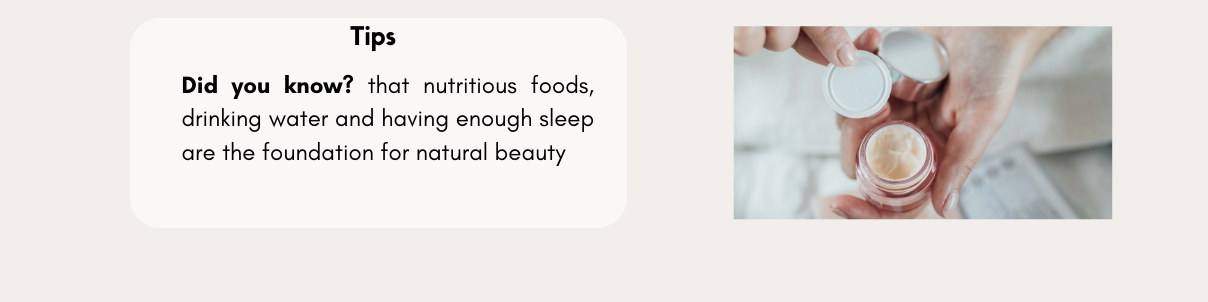 Tips
Did you know? that nutritious foods,
drinking water and having enough sleep
are the foundation for natural beauty